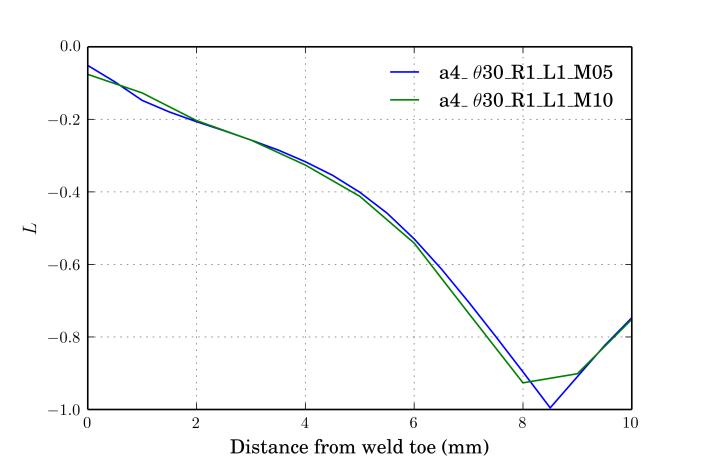 0.0
a4_ θ30_R1_L1_M05
a4_ θ30_R1_L1_M10
−0.2
−0.4
L
−0.6
−0.8
−1.0
0 2 4 6 8 10
Distance from weld toe (mm)